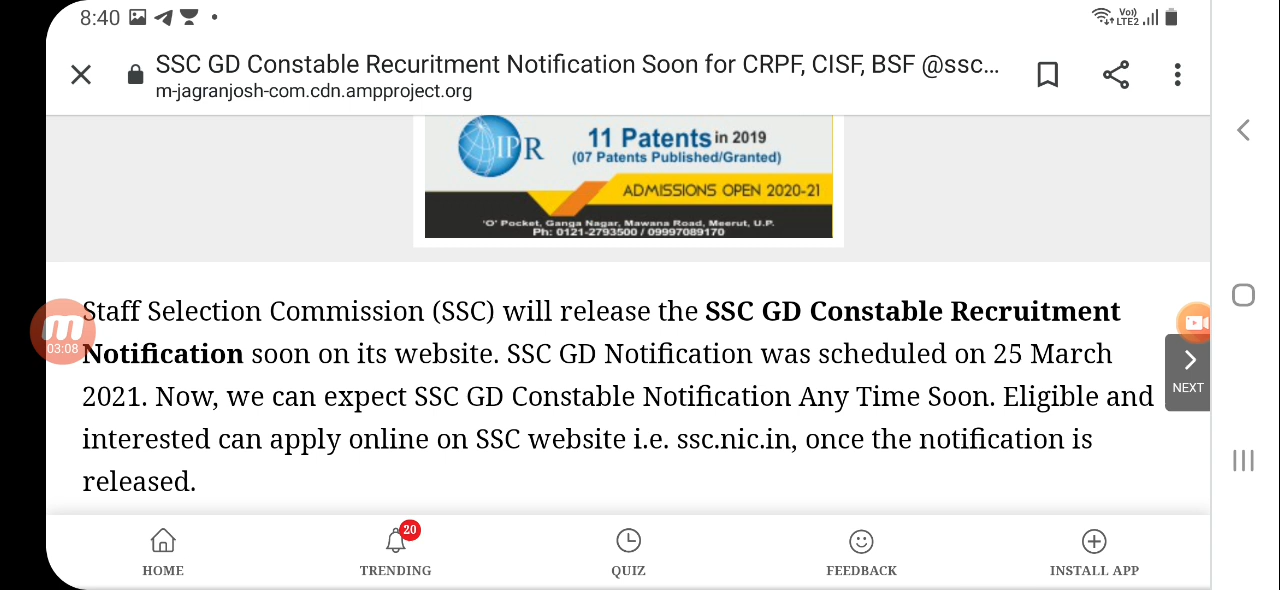 8:40
Vo))
LTE2
SSC GD Constable Recuritment Notification Soon for CRPF, CISF, BSF @ssc...
m-jagranjosh-com.cdn.ampproject.org
IPR
11 Patents in 2019
(07 Patents Published/Granted)
ADMISSIONS OPEN 2020-21
'O' Pocket, Ganga Nagar, Mawana Road, Meerut, U.P.
Ph: 0121-2793500 / 09997089170
Staff Selection Commission (SSC) will release the SSC GD Constable Recruitment
Notification soon on its website. SSC GD Notification was scheduled on 25 March
2021. Now, we can expect SSC GD Constable Notification Any Time Soon. Eligible and
interested can apply online on SSC website i.e. ssc.nic.in, once the notification is
released.
03:08
NEXT
20
HOME
TRENDING
QUIZ
FEEDBACK
INSTALL APP